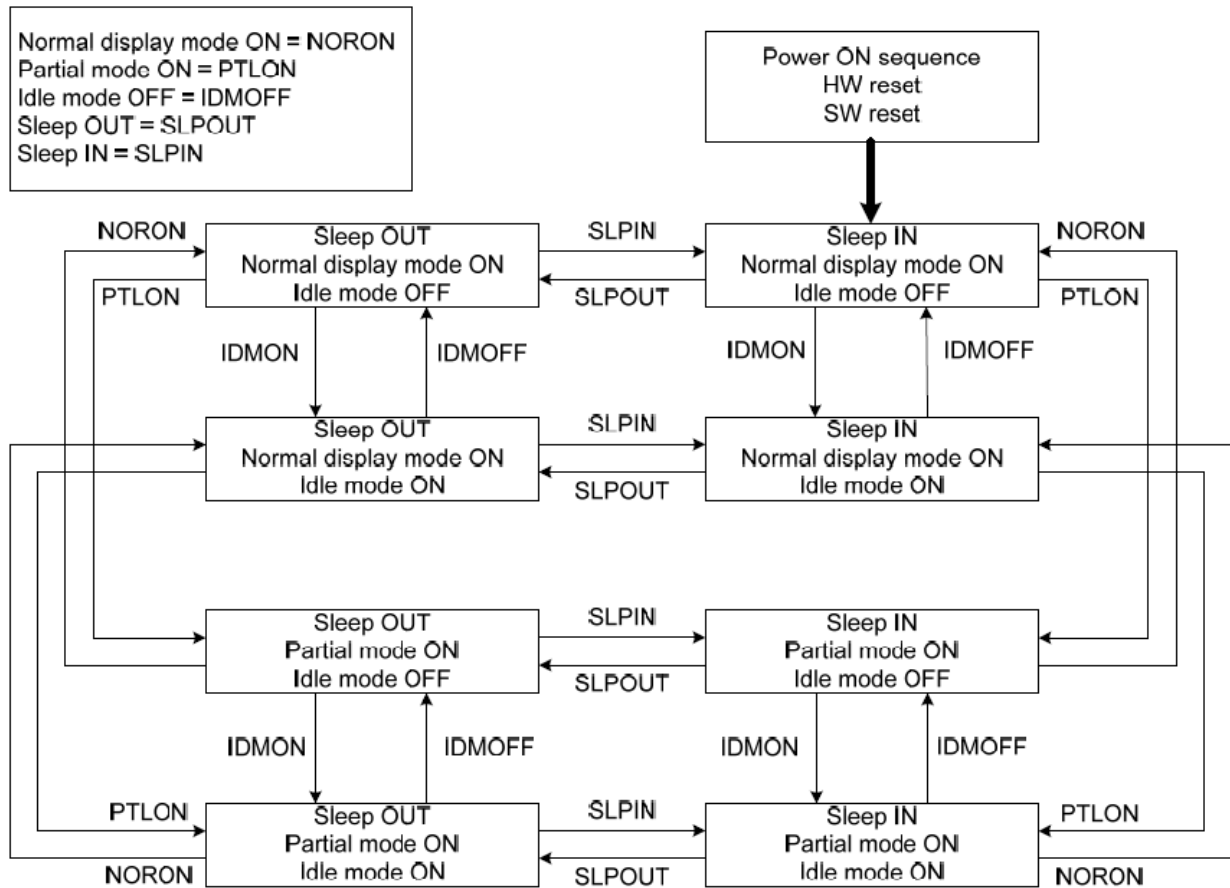 Normal display mode ON = NORON
Partial mode ON = PTLON
Idle mode OFF = IDMOFF
Sleep OUT = SLPOUT
Sleep IN = SLPIN
Power ON sequence
HW reset
SW reset
NORON
Sleep OUT
Normal display mode ON
Idle mode OFF
SLPIN
SLPOUT
Sleep IN
Normal display mode ON
Idle mode OFF
NORON
PTLON
PTLON
IDMON
IDMOFF
IDMON
IDMOFF
Sleep OUT
Normal display mode ON
Idle mode ON
SLPIN
SLPOUT
Sleep IN
Normal display mode ON
Idle mode ON
Sleep OUT
Partial mode ON
Idle mode OFF
SLPIN
SLPOUT
Sleep IN
Partial mode ON
Idle mode OFF
IDMON
IDMOFF
IDMON
IDMOFF
PTLON
NORON
Sleep OUT
Partial mode ON
Idle mode ON
SLPIN
SLPOUT
Sleep IN
Partial mode ON
Idle mode ON
PTLON
NORON